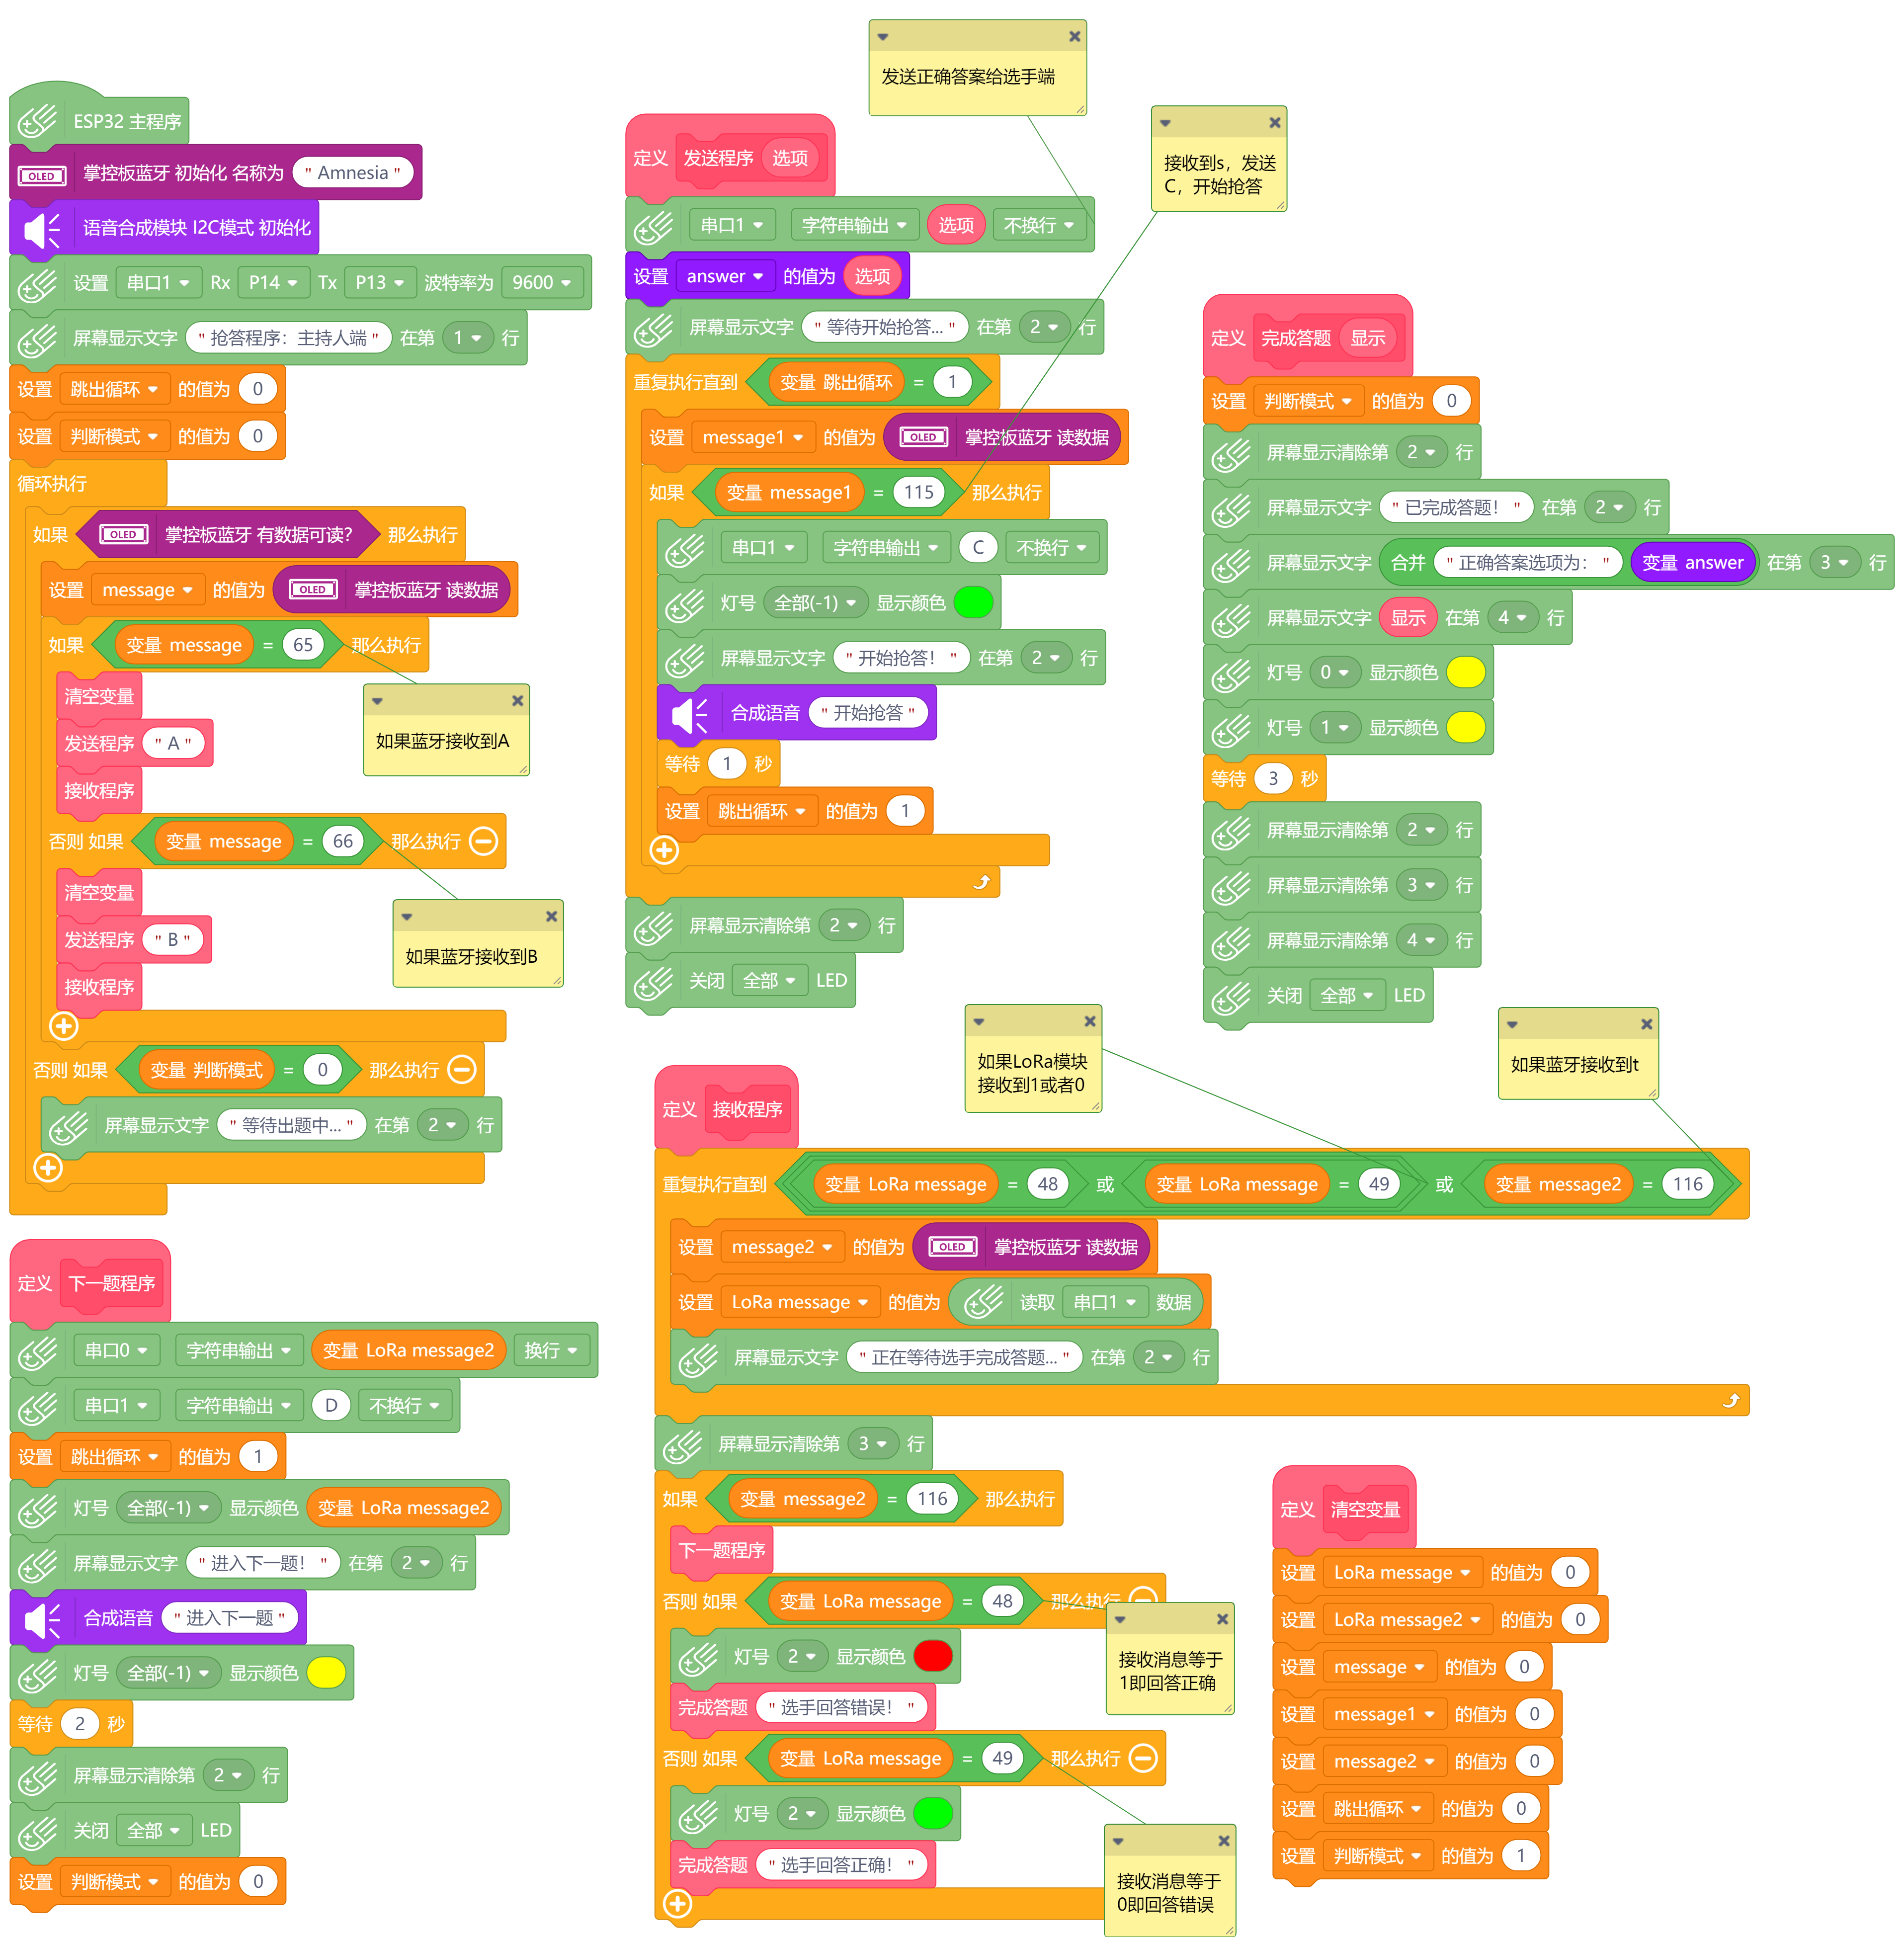 ESP32 主程序
OLED 掌控板蓝牙 初始化 名称为 " Amnesia "
语音合成模块 I2C模式 初始化
设置 串口1 Rx P14 Tx P13 波特率为 9600
屏幕显示文字 " 抢答程序：主持人端 " 在第 1 行
设置 跳出循环 的值为 0
设置 判断模式 的值为 0
循环执行
如果 OLED 掌控板蓝牙 有数据可读? 那么执行
设置 message 的值为 OLED 掌控板蓝牙 读数据
如果 变量 message = 65 那么执行
清空变量
发送程序 " A "
接收程序
如果蓝牙接收到A
否则 如果 变量 message = 66 那么执行
清空变量
发送程序 " B "
接收程序
如果蓝牙接收到B
否则 如果 变量 判断模式 = 0 那么执行
屏幕显示文字 " 等待出题中... " 在第 2 行
定义 下一题程序
串口0 字符串输出 变量 LoRa message2 换行
串口1 字符串输出 D 不换行
设置 跳出循环 的值为 1
灯号 全部(-1) 显示颜色 变量 LoRa message2
屏幕显示文字 " 进入下一题！ " 在第 2 行
合成语音 " 进入下一题 "
灯号 全部(-1) 显示颜色
等待 2 秒
屏幕显示清除第 2 行
关闭 全部 LED
设置 判断模式 的值为 0
发送正确答案给选手端
接收到s，发送
C，开始抢答
定义 发送程序 选项
串口1 字符串输出 选项 不换行
设置 answer 的值为 选项
屏幕显示文字 " 等待开始抢答... " 在第 2 行
重复执行直到 变量 跳出循环 = 1
设置 message1 的值为 OLED 掌控板蓝牙 读数据
如果 变量 message1 = 115 那么执行
串口1 字符串输出 C 不换行
灯号 全部(-1) 显示颜色
屏幕显示文字 " 开始抢答！ " 在第 2 行
合成语音 " 开始抢答 "
等待 1 秒
设置 跳出循环 的值为 1
屏幕显示清除第 2 行
关闭 全部 LED
定义 完成答题 显示
设置 判断模式 的值为 0
屏幕显示清除第 2 行
屏幕显示文字 " 已完成答题！ " 在第 2 行
屏幕显示文字 合并 " 正确答案选项为： " 变量 answer 在第 3 行
屏幕显示文字 显示 在第 4 行
灯号 0 显示颜色
灯号 1 显示颜色
等待 3 秒
屏幕显示清除第 2 行
屏幕显示清除第 3 行
屏幕显示清除第 4 行
关闭 全部 LED
如果LoRa模块
接收到1或者0
如果蓝牙接收到t
定义 接收程序
重复执行直到 变量 LoRa message = 48 或 变量 LoRa message = 49 或 变量 message2 = 116
设置 message2 的值为 OLED 掌控板蓝牙 读数据
设置 LoRa message 的值为 读取 串口1 数据
屏幕显示文字 " 正在等待选手完成答题... " 在第 2 行
屏幕显示清除第 3 行
如果 变量 message2 = 116 那么执行
下一题程序
否则 如果 变量 LoRa message = 48 那么执行
灯号 2 显示颜色
完成答题 " 选手回答错误！ "
接收消息等于
1即回答正确
否则 如果 变量 LoRa message = 49 那么执行
灯号 2 显示颜色
完成答题 " 选手回答正确！ "
接收消息等于
0即回答错误
定义 清空变量
设置 LoRa message 的值为 0
设置 LoRa message2 的值为 0
设置 message 的值为 0
设置 message1 的值为 0
设置 message2 的值为 0
设置 跳出循环 的值为 0
设置 判断模式 的值为 1